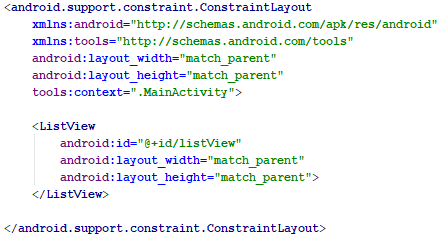 <android.support.constraint.ConstraintLayout
    xmlns:android="http://schemas.android.com/apk/res/android"
    xmlns:tools="http://schemas.android.com/tools"
    android:layout_width="match_parent"
    android:layout_height="match_parent"
    tools:context=".MainActivity">

    <ListView
        android:id="@+id/listView"
        android:layout_width="match_parent"
        android:layout_height="match_parent">
    </ListView>

</android.support.constraint.ConstraintLayout>